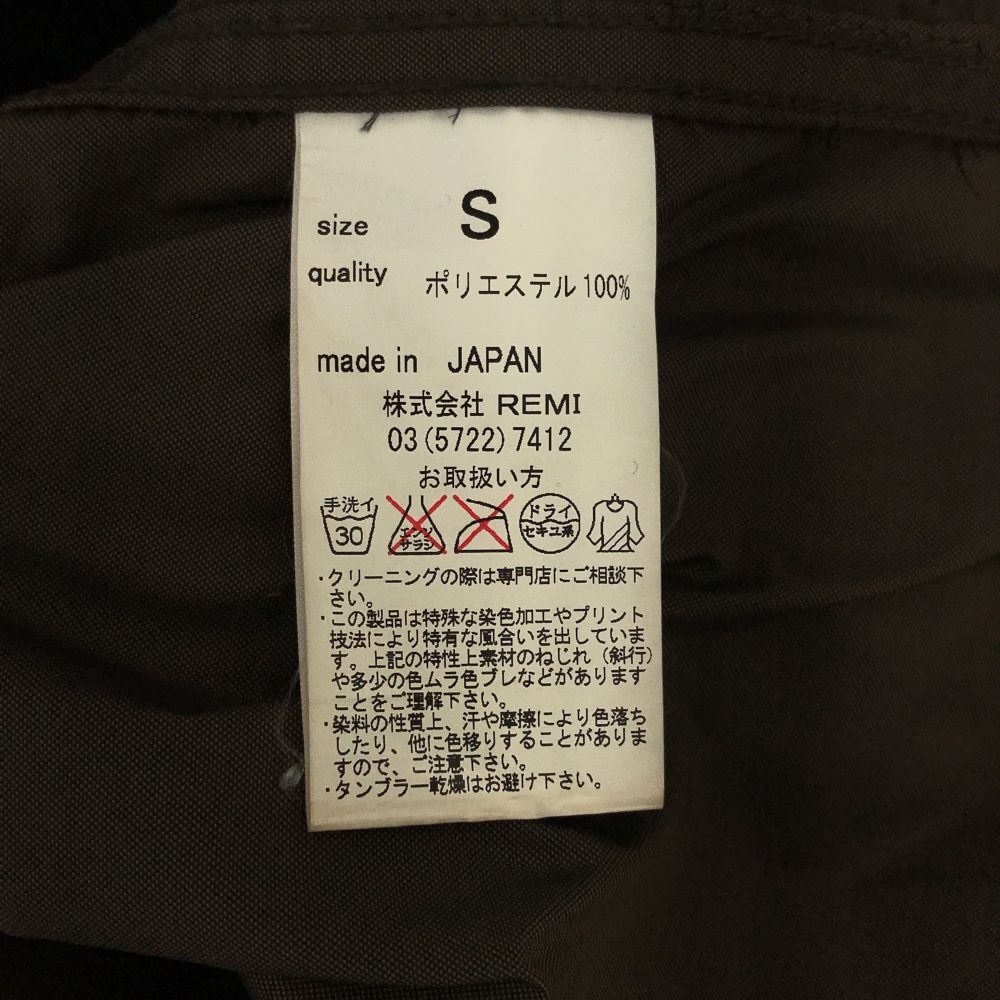 size S
quality ポリエステル100%
made in JAPAN
株式会社 REMI
03(5722)7412
お取扱い方
手洗イ 30 エンソサラシ ドライ セキユ系
・クリーニングの際は専門店にご相談下
さい。
・この製品は特殊な染色加工やプリント
技法により特有な風合いを出していま
す。上記の特性上素材のねじれ（斜行）
や多少の色ムラ色ブレなどがあります
ことをご理解下さい。
・染料の性質上、汗や摩擦により色落ち
したり、他に色移りすることがありま
すので、ご注意下さい。
・タンブラー乾燥はお避け下さい。